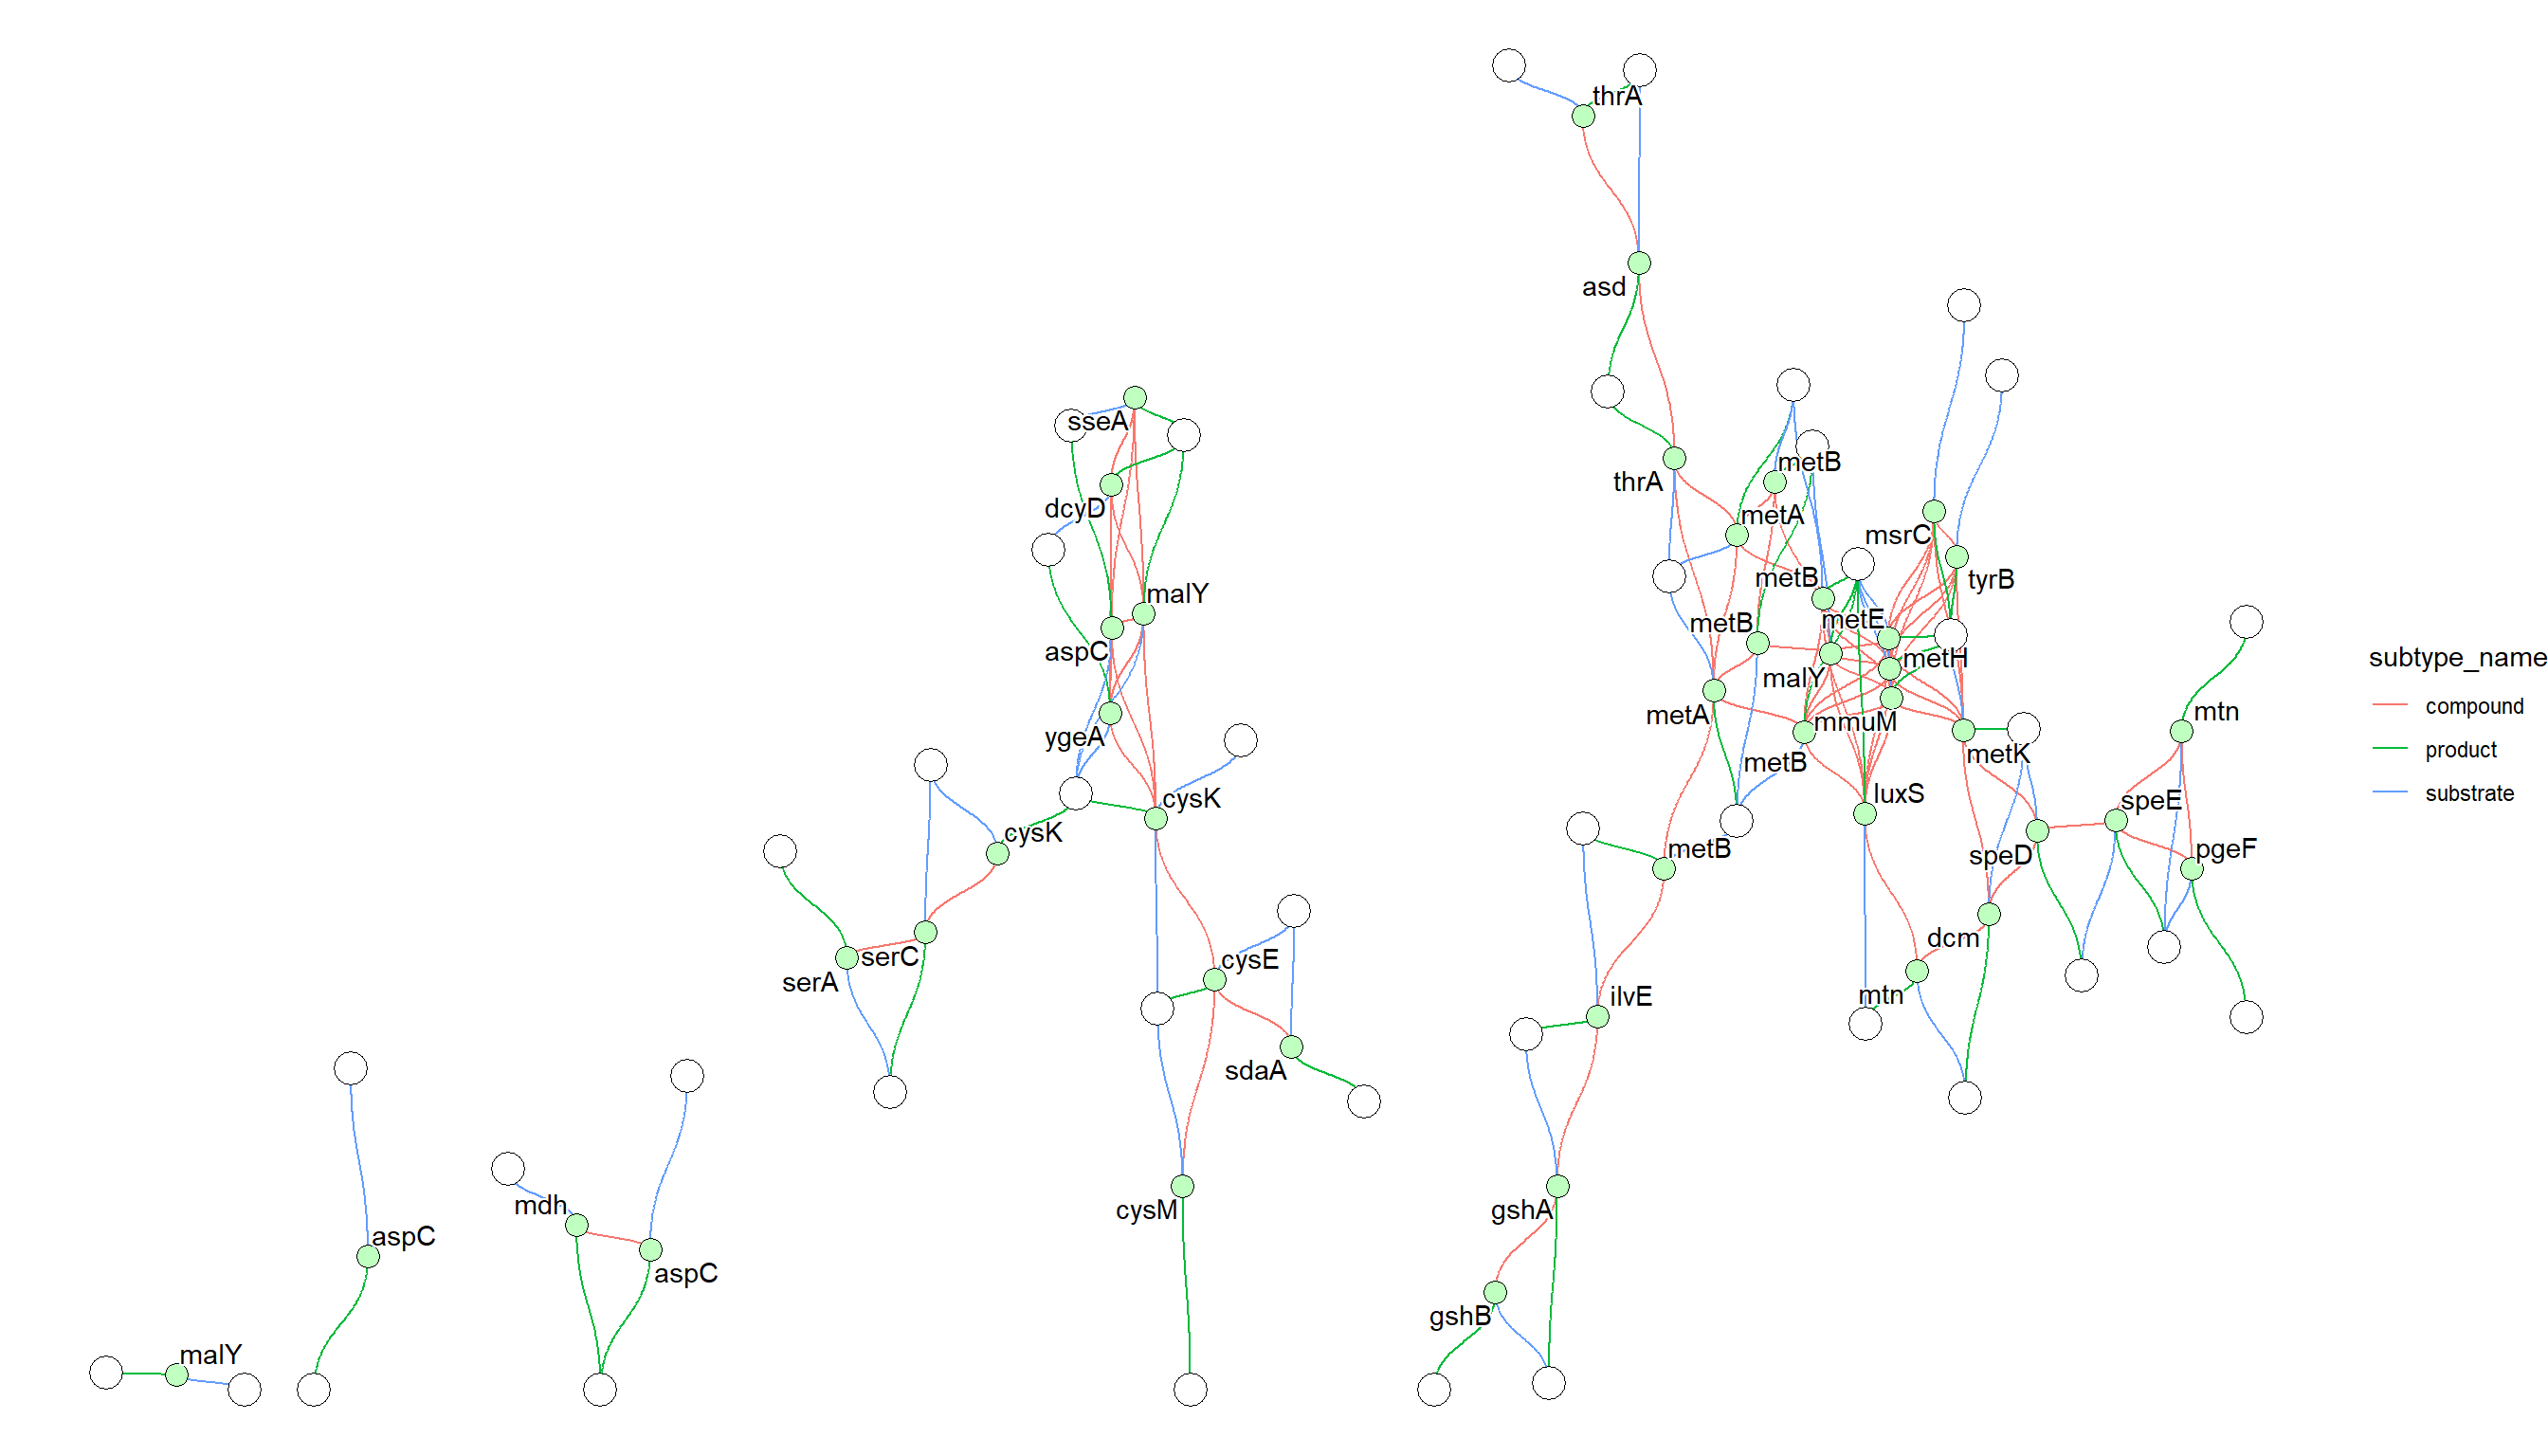 thrA
asd
sseA
metB
thrA
dcyD
metA
msrC
metB
tyrB
malY
metE
metB
aspC
metH
subtype_name
malY
compound
mtn
metA
mmuM
ygeA
product
metK
metB
substrate
luxS
cysK
speE
cysK
metB
speD
pgeF
dcm
serC
cysE
serA
mtn
ilvE
sdaA
mdh
cysM
gshA
aspC
aspC
gshB
malY